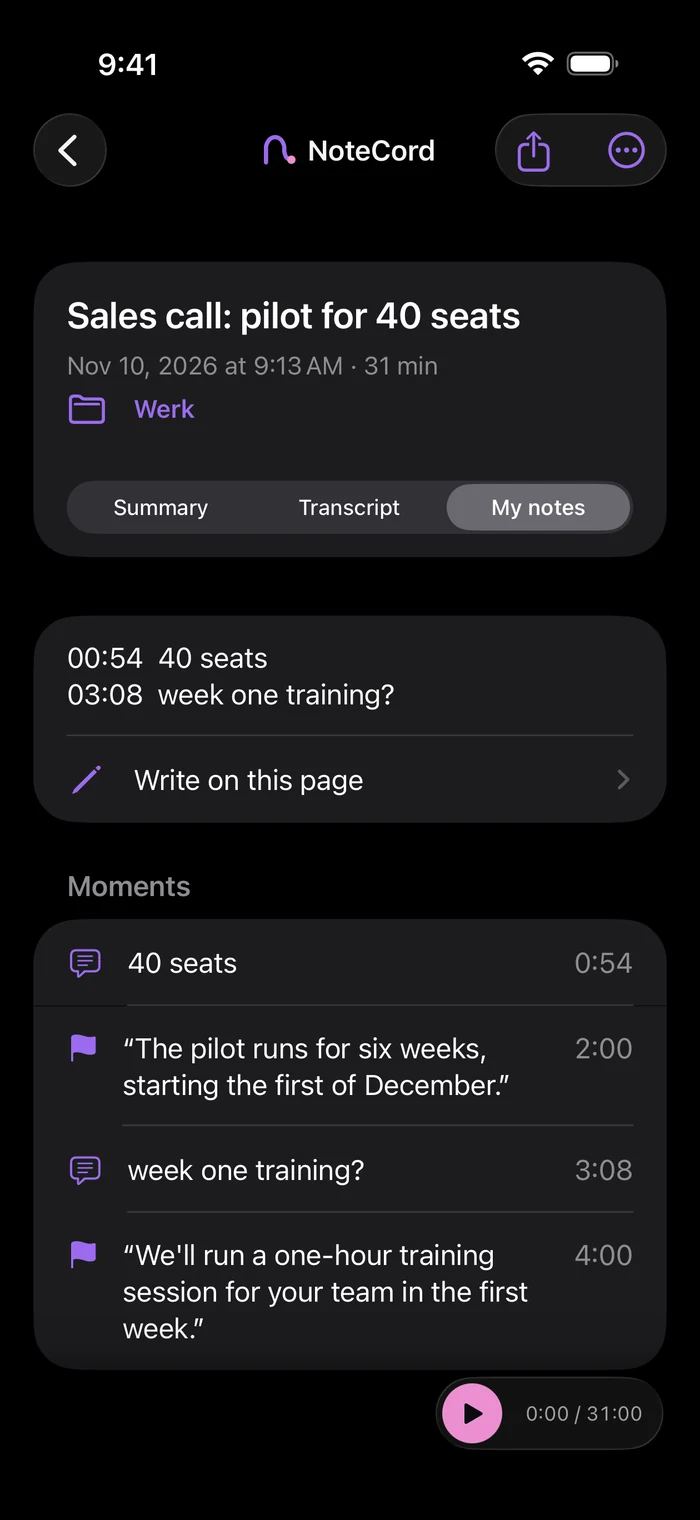 9:41
NoteCord
Sales call: pilot for 40 seats
Nov 10, 2026 at 9:13 AM · 31 min
Werk
Summary Transcript My notes
00:54 40 seats
03:08 week one training?
Write on this page
Moments
40 seats 0:54
“The pilot runs for six weeks, 2:00
starting the first of December.”
week one training? 3:08
“We'll run a one-hour training 4:00
session for your team in the first
week.”
0:00 / 31:00